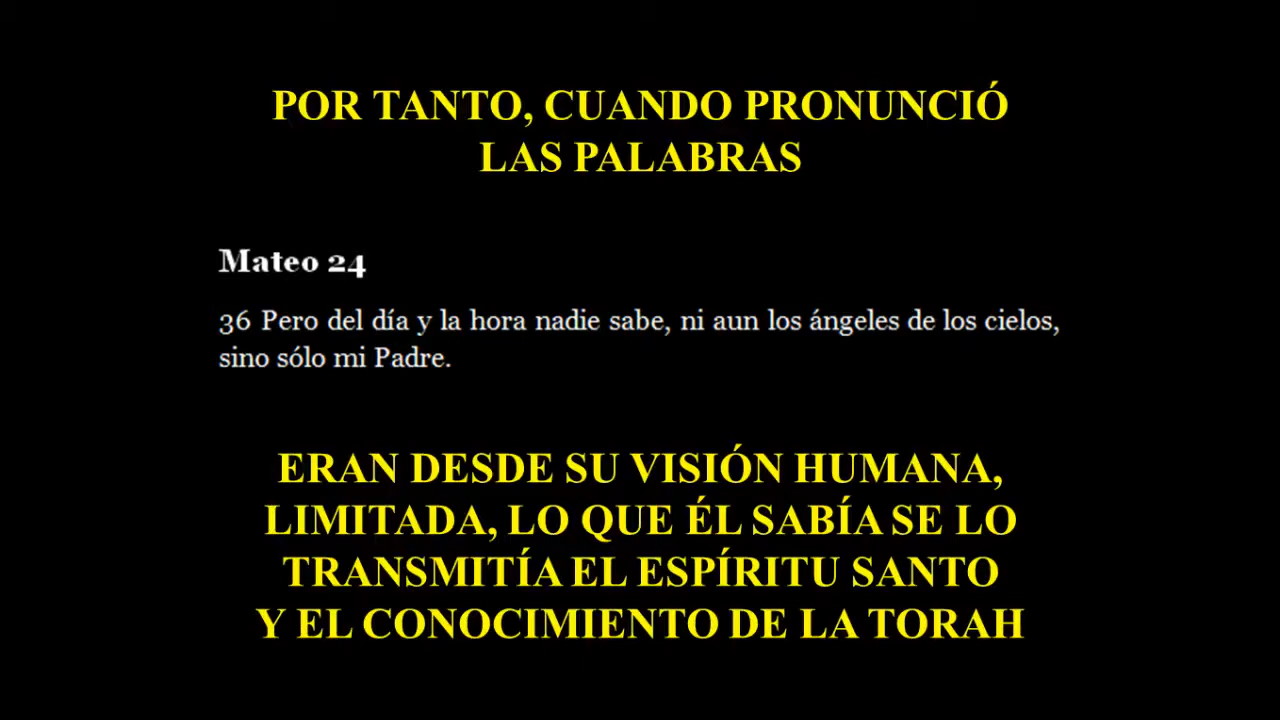 POR TANTO, CUANDO PRONUNCIÓ
LAS PALABRAS
Mateo 24
36 Pero del día y la hora nadie sabe, ni aun los ángeles de los cielos,
sino sólo mi Padre.
ERAN DESDE SU VISIÓN HUMANA,
LIMITADA, LO QUE ÉL SABÍA SE LO
TRANSMITÍA EL ESPÍRITU SANTO
Y EL CONOCIMIENTO DE LA TORAH